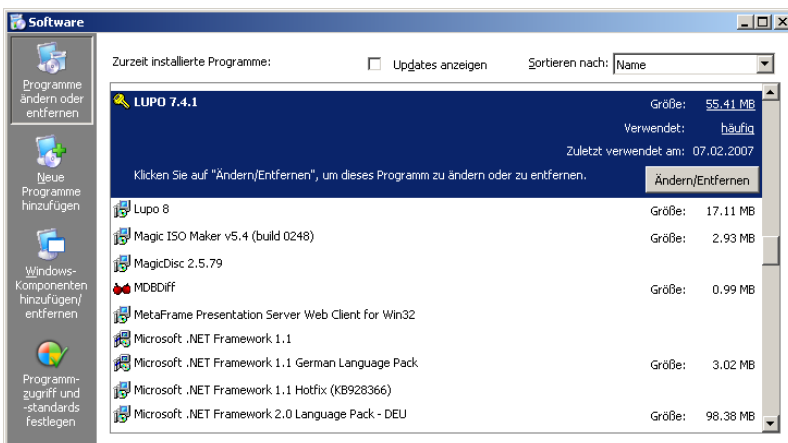 Software
Programme
ändern oder
entfernen
Neue
Programme
hinzufügen
Windows-
Komponenten
hinzufügen/
entfernen
Programm-
zugriff und
-standards
festlegen
Zurzeit installierte Programme: Updates anzeigen Sortieren nach: Name
LUPO 7.4.1 Größe: 55.41 MB
Verwendet: häufig
Zuletzt verwendet am: 07.02.2007
Klicken Sie auf "Ändern/Entfernen", um dieses Programm zu ändern oder zu entfernen. Ändern/Entfernen
Lupo 8 Größe: 17.11 MB
Magic ISO Maker v5.4 (build 0248) Größe: 2.93 MB
MagicDisc 2.5.79
MDBDiff Größe: 0.99 MB
MetaFrame Presentation Server Web Client for Win32
Microsoft .NET Framework 1.1
Microsoft .NET Framework 1.1 German Language Pack Größe: 3.02 MB
Microsoft .NET Framework 1.1 Hotfix (KB928366)
Microsoft .NET Framework 2.0 Language Pack - DEU Größe: 98.38 MB